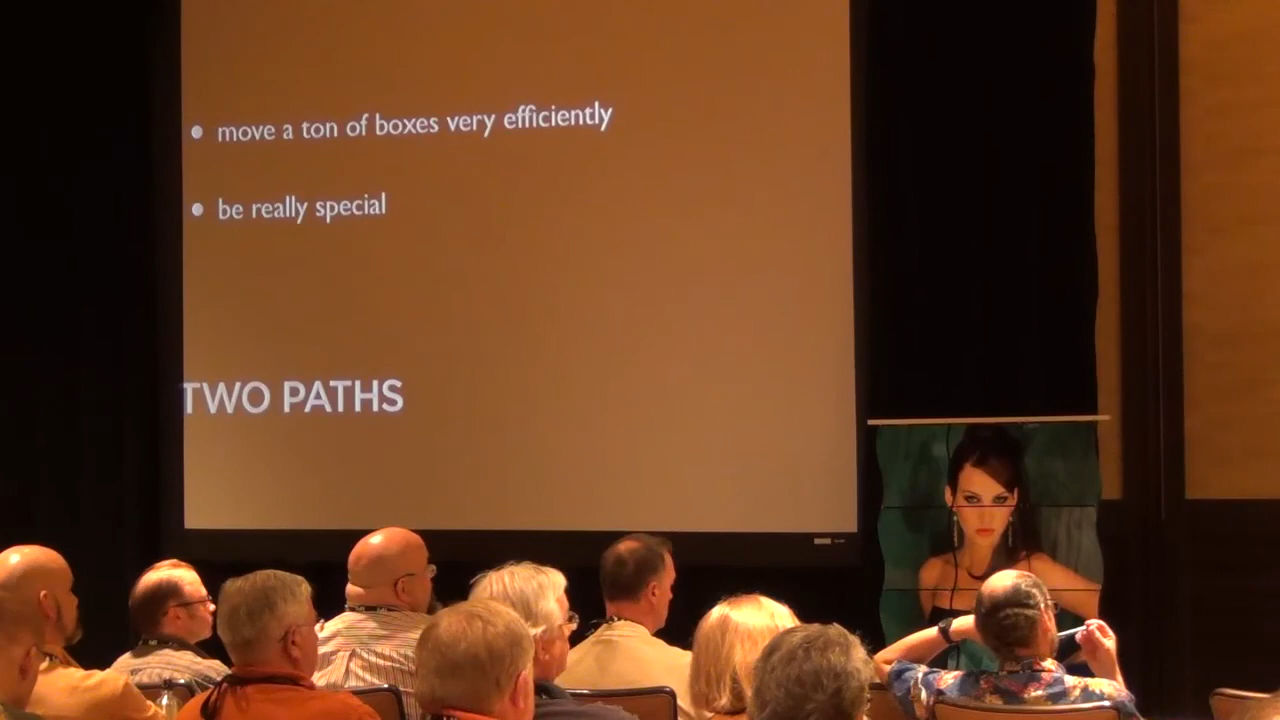 • move a ton of boxes very efficiently
• be really special
TWO PATHS